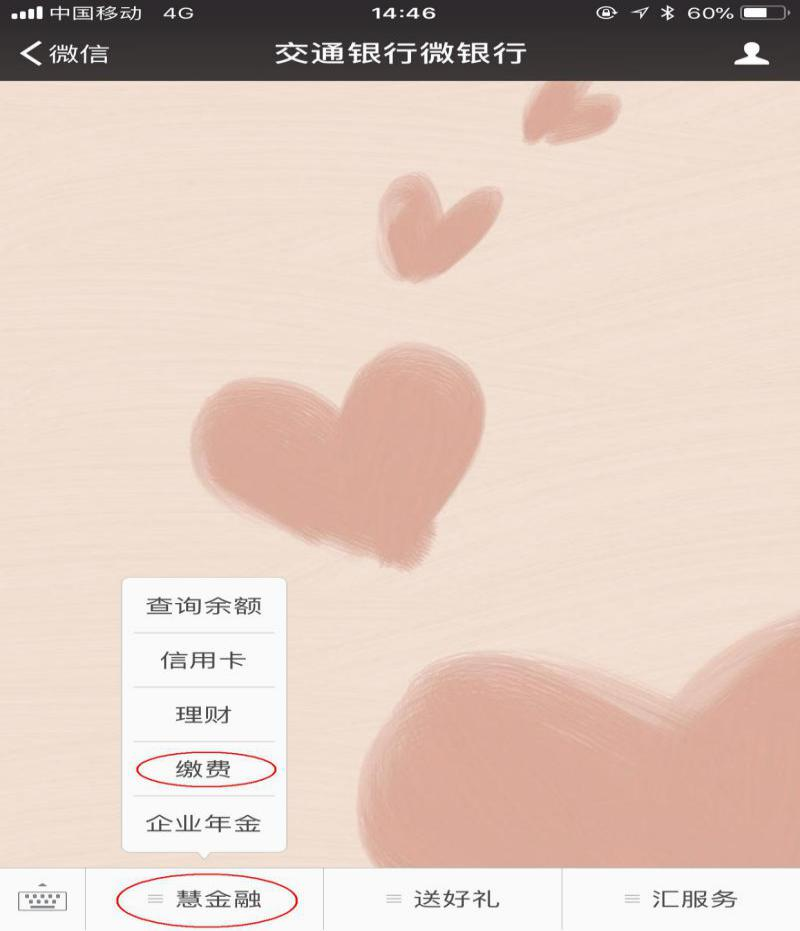 中国移动 4G 14:46 60%
微信 交通银行微银行
查询余额
信用卡
理财
缴费
企业年金
慧金融 送好礼 汇服务